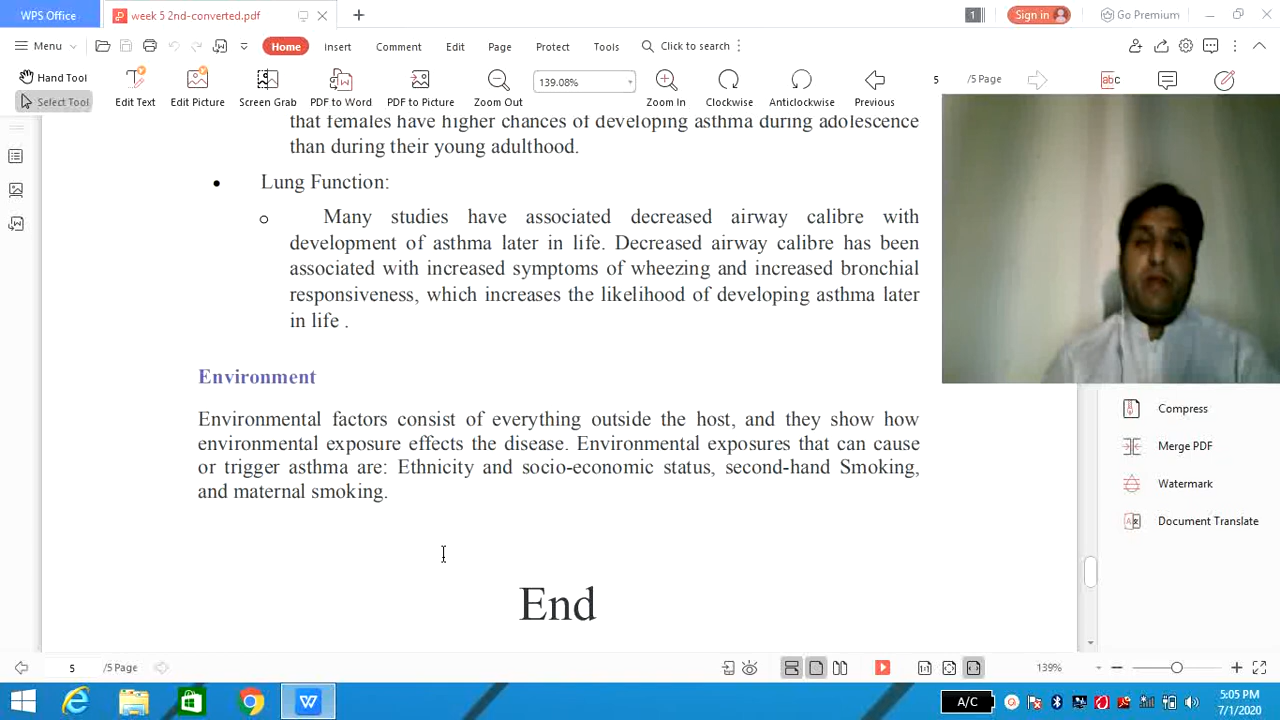 WPS Office
week 5 2nd-converted.pdf
1
Sign in
Go Premium
Menu
Home
Insert
Comment
Edit
Page
Protect
Tools
Click to search
Hand Tool
Select Tool
Edit Text
Edit Picture
Screen Grab
PDF to Word
PDF to Picture
Zoom Out
139.08%
Zoom In
Clockwise
Anticlockwise
Previous
5
/5 Page
abc
that females have higher chances of developing asthma during adolescence
than during their young adulthood.
• Lung Function:
o Many studies have associated decreased airway calibre with
development of asthma later in life. Decreased airway calibre has been
associated with increased symptoms of wheezing and increased bronchial
responsiveness, which increases the likelihood of developing asthma later
in life .
Environment
Environmental factors consist of everything outside the host, and they show how
environmental exposure effects the disease. Environmental exposures that can cause
or trigger asthma are: Ethnicity and socio-economic status, second-hand Smoking,
and maternal smoking.
End
Compress
Merge PDF
Watermark
Document Translate
5
/5 Page
139%
A/C
5:05 PM
7/1/2020